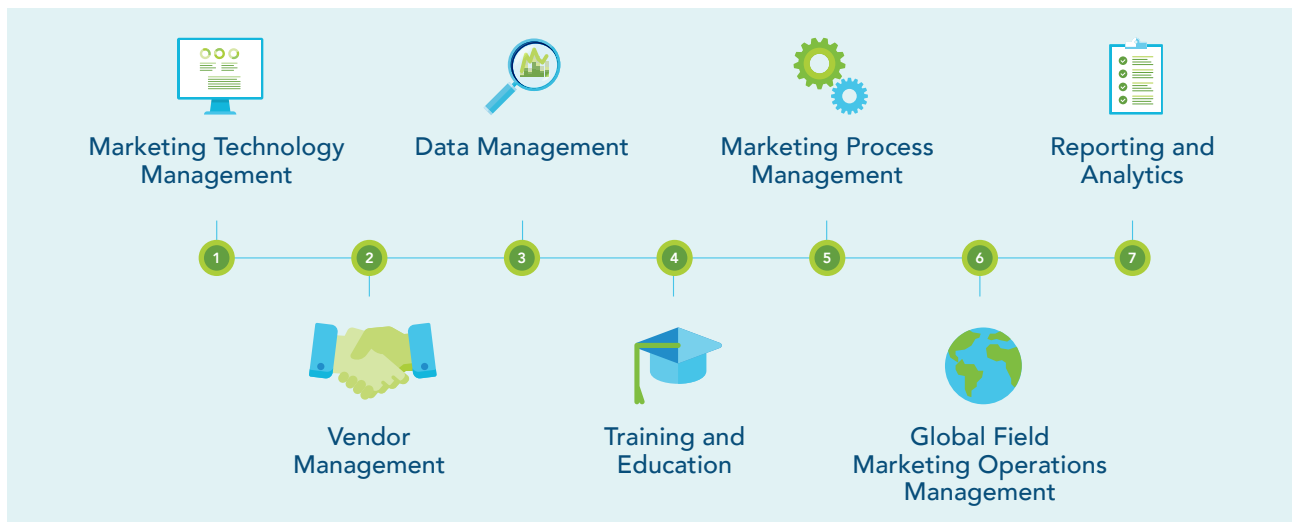 Marketing Technology
Management
Data Management
Marketing Process
Management
Reporting and
Analytics
1
2
3
4
5
6
7
Vendor
Management
Training and
Education
Global Field
Marketing Operations
Management